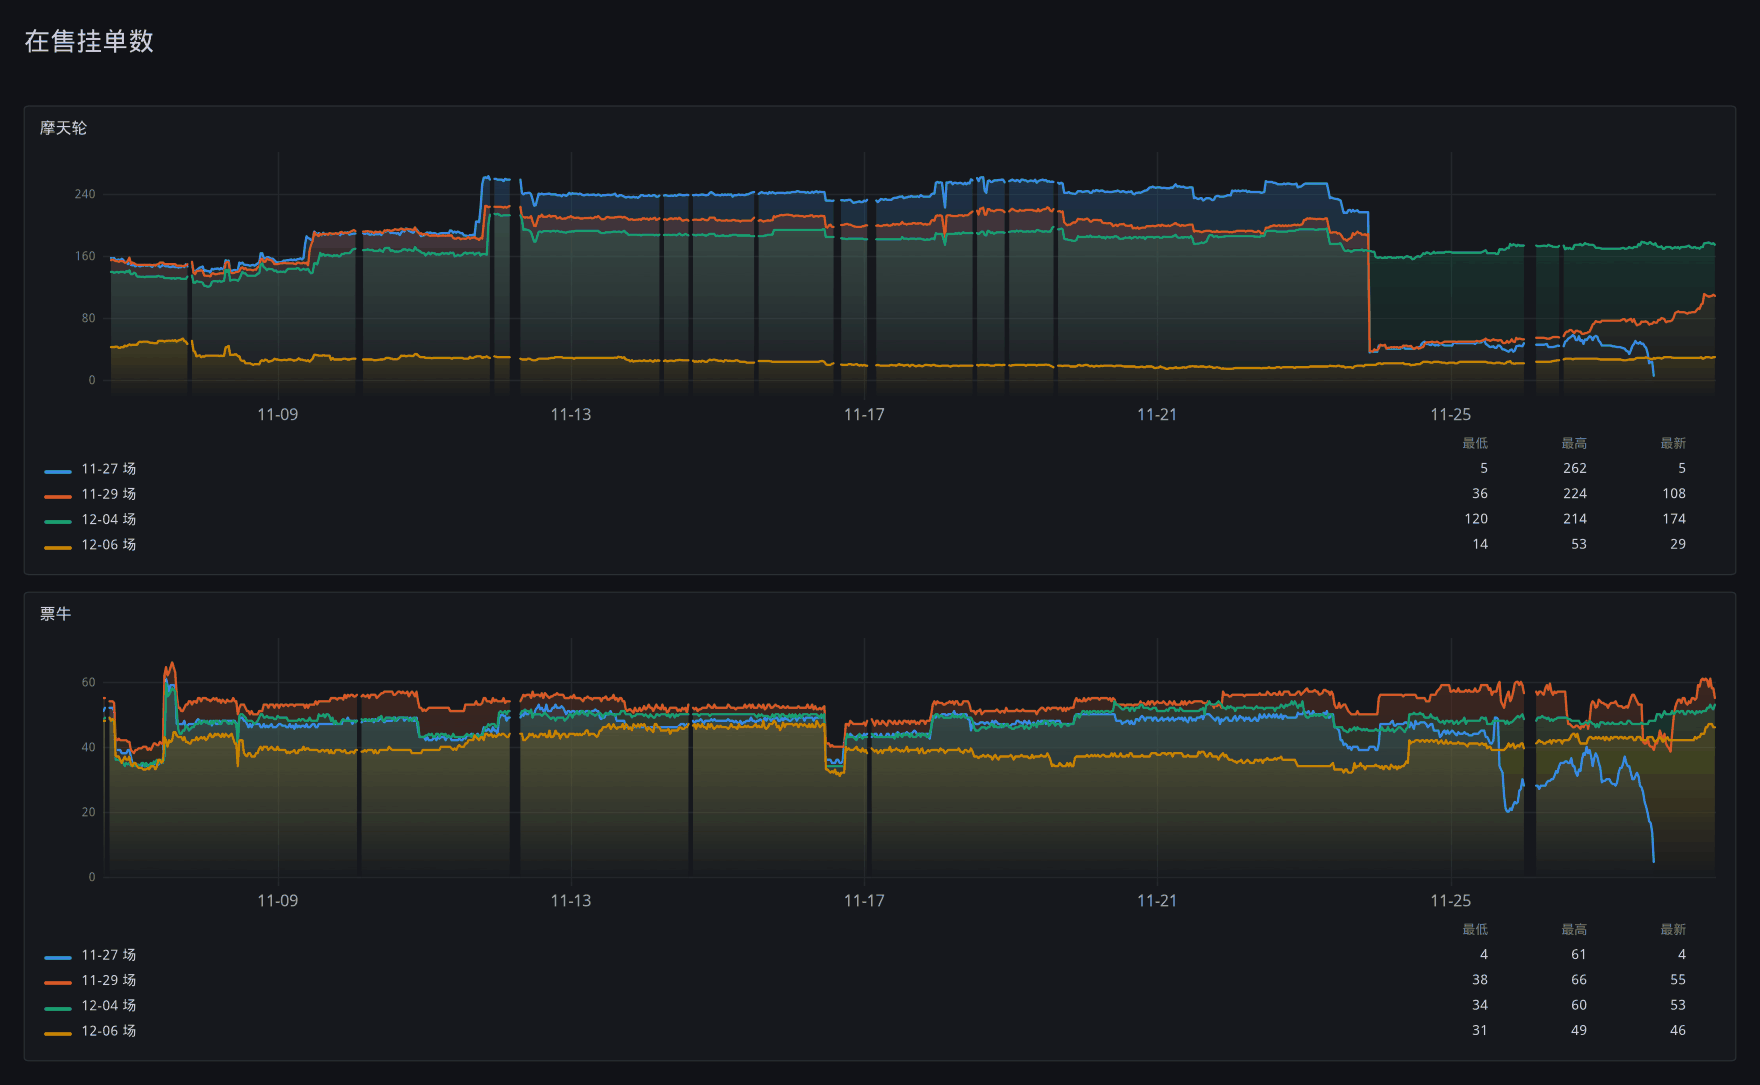 在售挂单数
摩天轮
240
160
80
0
11-09 11-13 11-17 11-21 11-25
最低 最高 最新
11-27 场 5 262 5
11-29 场 36 224 108
12-04 场 120 214 174
12-06 场 14 53 29
票牛
60
40
20
0
11-09 11-13 11-17 11-21 11-25
最低 最高 最新
11-27 场 4 61 4
11-29 场 38 66 55
12-04 场 34 60 53
12-06 场 31 49 46